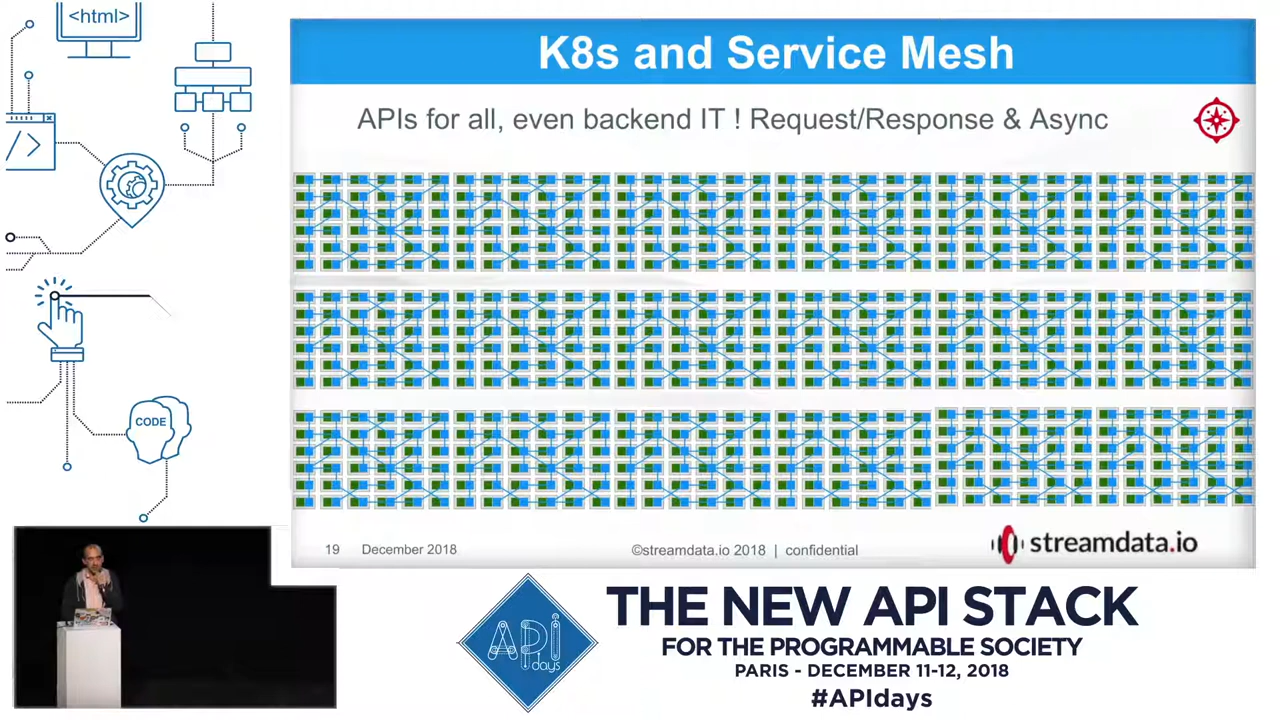 <html>
</>
CODE
K8s and Service Mesh
APIs for all, even backend IT ! Request/Response & Async
19 December 2018 ©streamdata.io 2018 | confidential
streamdata.io
API
days
THE NEW API STACK
FOR THE PROGRAMMABLE SOCIETY
PARIS - DECEMBER 11-12, 2018
#APIdays